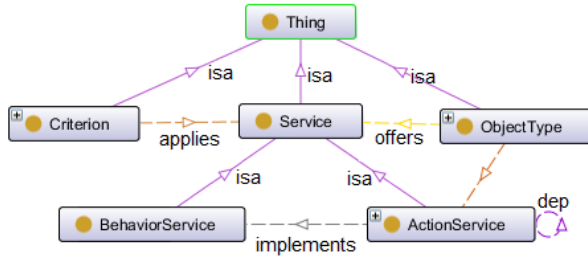 Thing
isa
isa
isa
Criterion
applies
Service
offers
ObjectType
isa
isa
dep
BehaviorService
implements
ActionService